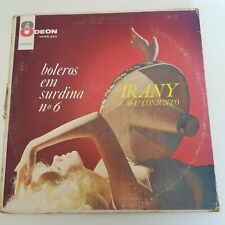 ODEON
boleros
em
surdina
nº 6
IRANY
E SEU CONJUNTO